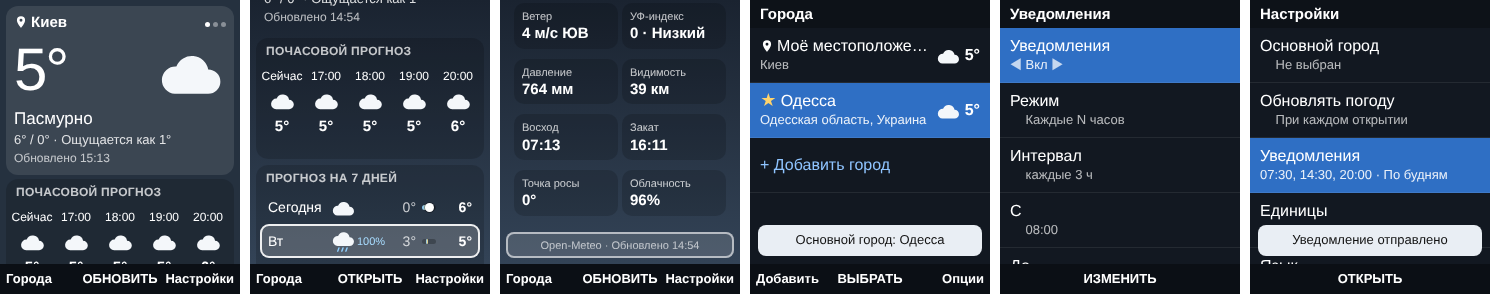 Киев
5°
Пасмурно
6° / 0° · Ощущается как 1°
Обновлено 15:13
ПОЧАСОВОЙ ПРОГНОЗ
Сейчас 17:00 18:00 19:00 20:00
Города ОБНОВИТЬ Настройки
Обновлено 14:54
ПОЧАСОВОЙ ПРОГНОЗ
Сейчас 17:00 18:00 19:00 20:00
5° 5° 5° 5° 6°
ПРОГНОЗ НА 7 ДНЕЙ
Сегодня 0° 6°
Вт 100% 3° 5°
Города ОТКРЫТЬ Настройки
Ветер УФ-индекс
4 м/с ЮВ 0 · Низкий
Давление Видимость
764 мм 39 км
Восход Закат
07:13 16:11
Точка росы Облачность
0° 96%
Open-Meteo · Обновлено 14:54
Города ОБНОВИТЬ Настройки
Города
Моё местоположе... 5°
Киев
Одесса 5°
Одесская область, Украина
+ Добавить город
Основной город: Одесса
Добавить ВЫБРАТЬ Опции
Уведомления
Уведомления
Вкл
Режим
Каждые N часов
Интервал
каждые 3 ч
С
08:00
ИЗМЕНИТЬ
Настройки
Основной город
Не выбран
Обновлять погоду
При каждом открытии
Уведомления
07:30, 14:30, 20:00 · По будням
Единицы
Уведомление отправлено
ОТКРЫТЬ